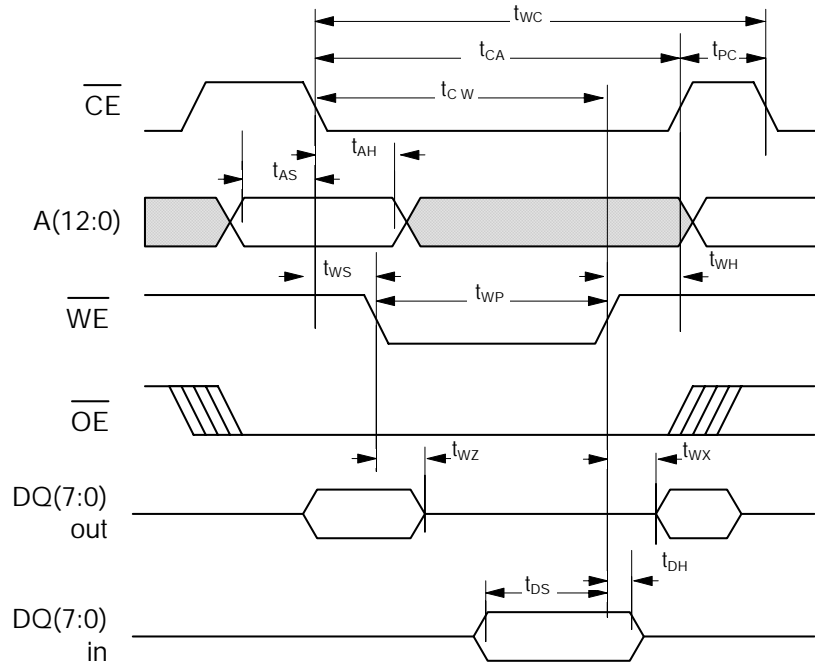 tWC
tCA
tPC
tC W
CE
tAH
tAS
A(12:0)
tWS
tWH
tWP
WE
OE
tWZ
tWX
DQ(7:0)
out
tDH
tDS
DQ(7:0)
in